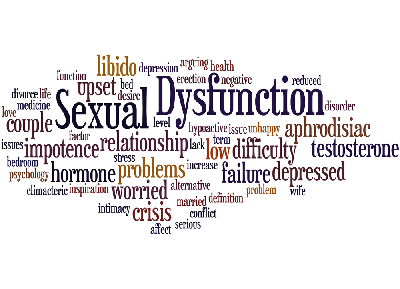 libido
depression
arguing
health
function
upset
bed
desire
erection
negative
reduced
divorce
life
medicine
love
Sexual
Dysfunction
disorder
couple
level
factor
hypoactive
issue
unhappy
aphrodisiac
issues
impotence
relationship
lack
term
low
difficulty
testosterone
bedroom
stress
psychology
hormone
problems
increase
failure
depressed
climacteric
inspiration
worried
alternative
problem
wife
married
definition
intimacy
crisis
conflict
affect
serious